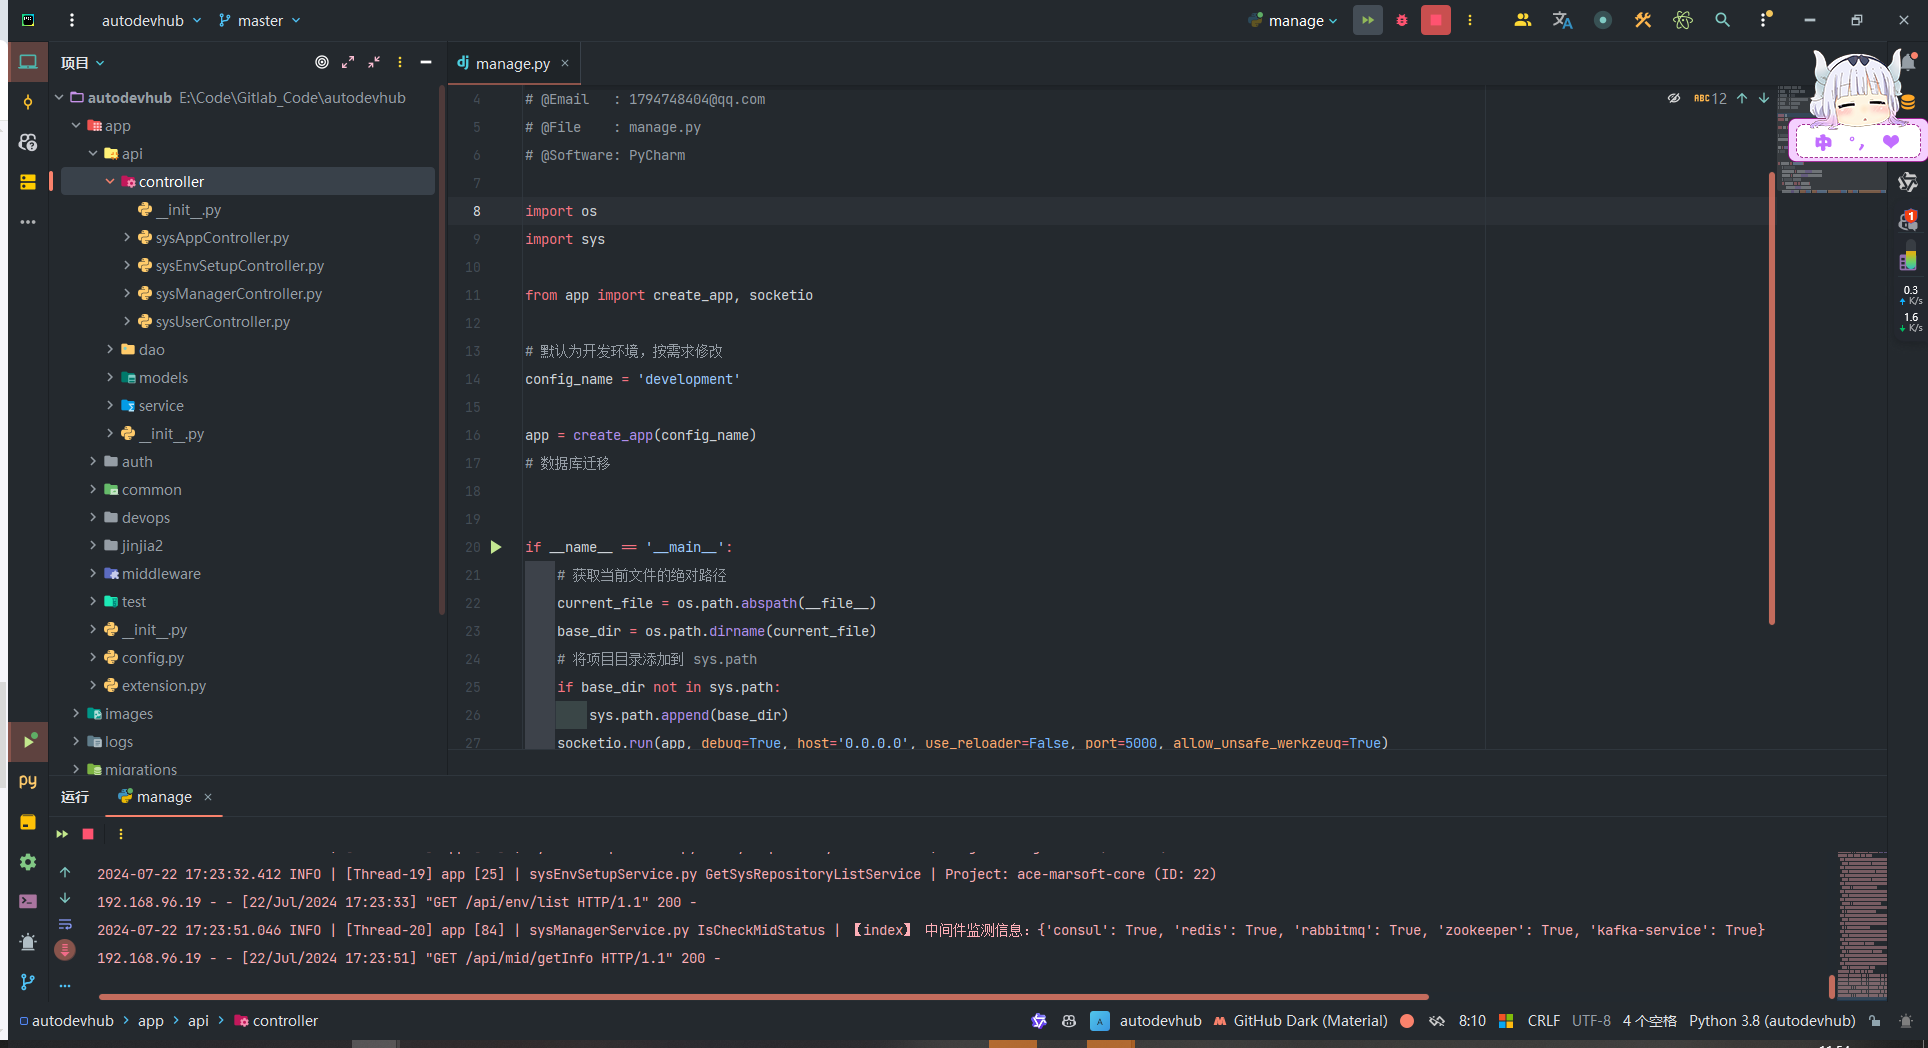 autodevhub
master
manage
项目
manage.py
autodevhub E:\Code\Gitlab_Code\autodevhub
app
api
controller
__init__.py
sysAppController.py
sysEnvSetupController.py
sysManagerController.py
sysUserController.py
dao
models
service
__init__.py
auth
common
devops
jinjia2
middleware
test
__init__.py
config.py
extension.py
images
logs
migrations
4 # @Email   : 1794748404@qq.com
5 # @File    : manage.py
6 # @Software: PyCharm
7
8 import os
9 import sys
10
11 from app import create_app, socketio
12
13 # 默认为开发环境，按需求修改
14 config_name = 'development'
15
16 app = create_app(config_name)
17 # 数据库迁移
18
19
20 if __name__ == '__main__':
21 # 获取当前文件的绝对路径
22 current_file = os.path.abspath(__file__)
23 base_dir = os.path.dirname(current_file)
24 # 将项目目录添加到 sys.path
25 if base_dir not in sys.path:
26 sys.path.append(base_dir)
27 socketio.run(app, debug=True, host='0.0.0.0', use_reloader=False, port=5000, allow_unsafe_werkzeug=True)
ABC 12
中 °,
1
0.3
K/s
1.6
K/s
py
运行
manage
2024-07-22 17:23:32.412 INFO | [Thread-19] app [25] | sysEnvSetupService.py GetSysRepositoryListService | Project: ace-marsoft-core (ID: 22)
192.168.96.19 - - [22/Jul/2024 17:23:33] "GET /api/env/list HTTP/1.1" 200 -
2024-07-22 17:23:51.046 INFO | [Thread-20] app [84] | sysManagerService.py IsCheckMidStatus | 【index】 中间件监测信息：{'consul': True, 'redis': True, 'rabbitmq': True, 'zookeeper': True, 'kafka-service': True}
192.168.96.19 - - [22/Jul/2024 17:23:51] "GET /api/mid/getInfo HTTP/1.1" 200 -
autodevhub > app > api > controller
A autodevhub GitHub Dark (Material) 8:10 CRLF UTF-8 4 个空格 Python 3.8 (autodevhub)